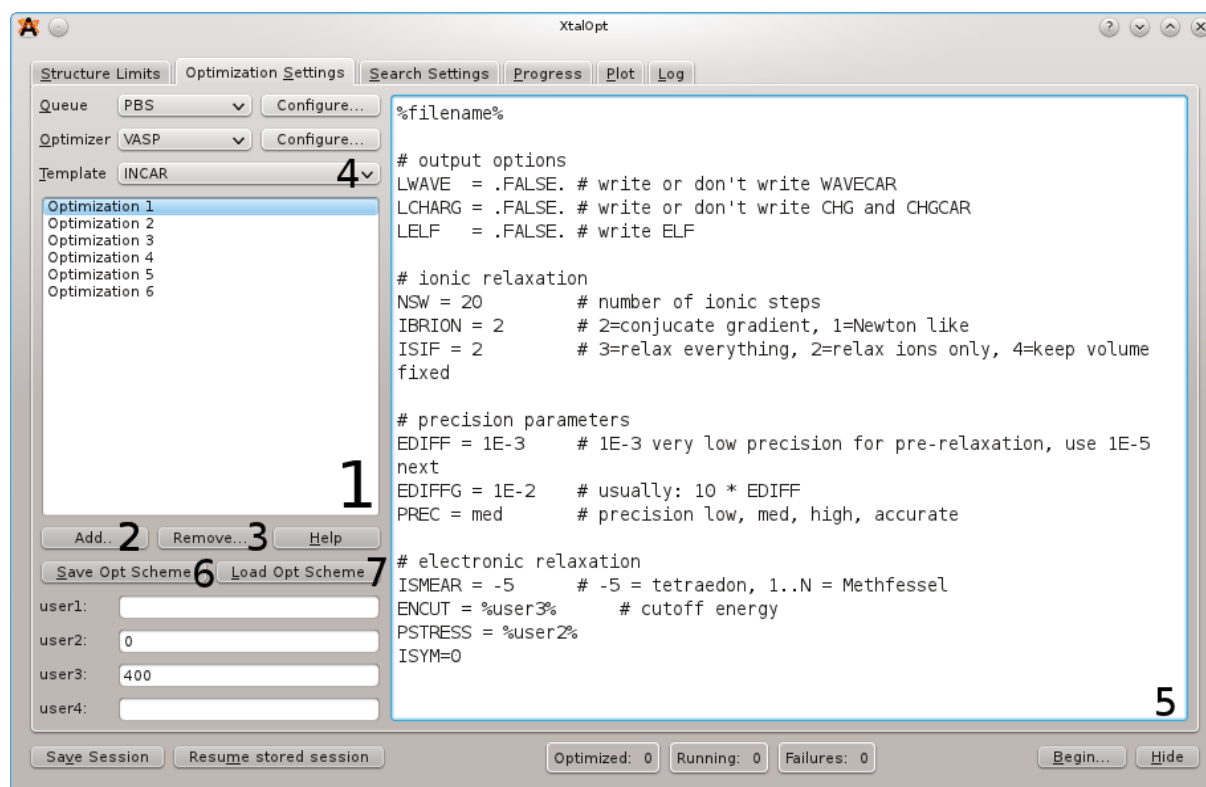 XtalOpt
Structure Limits Optimization Settings Search Settings Progress Plot Log
Queue PBS Configure...
Optimizer VASP Configure...
Template INCAR 4
Optimization 1
Optimization 2
Optimization 3
Optimization 4
Optimization 5
Optimization 6
1
Add.. 2 Remove... 3 Help
Save Opt Scheme 6 Load Opt Scheme 7
user1:
user2: 0
user3: 400
user4:
%filename%
# output options
LWAVE = .FALSE. # write or don't write WAVECAR
LCHARG = .FALSE. # write or don't write CHG and CHGCAR
LELF = .FALSE. # write ELF
# ionic relaxation
NSW = 20 # number of ionic steps
IBRION = 2 # 2=conjucate gradient, 1=Newton like
ISIF = 2 # 3=relax everything, 2=relax ions only, 4=keep volume
fixed
# precision parameters
EDIFF = 1E-3 # 1E-3 very low precision for pre-relaxation, use 1E-5
next
EDIFFG = 1E-2 # usually: 10 * EDIFF
PREC = med # precision low, med, high, accurate
# electronic relaxation
ISMEAR = -5 # -5 = tetraedon, 1..N = Methfessel
ENCUT = %user3% # cutoff energy
PSTRESS = %user2%
ISYM=0
5
Save Session Resume stored session Optimized: 0 Running: 0 Failures: 0 Begin... Hide